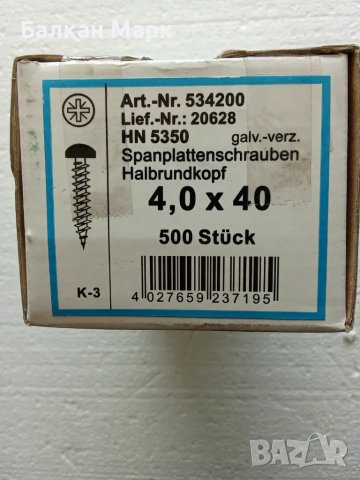 Балкан Марк
Art.-Nr. 534200
Lief.-Nr.: 20628
HN 5350 galv.-verz.
Spanplattenschrauben
Halbrundkopf
4,0 x 40
500 Stück
K-3
4 027659 237195
BAZAR